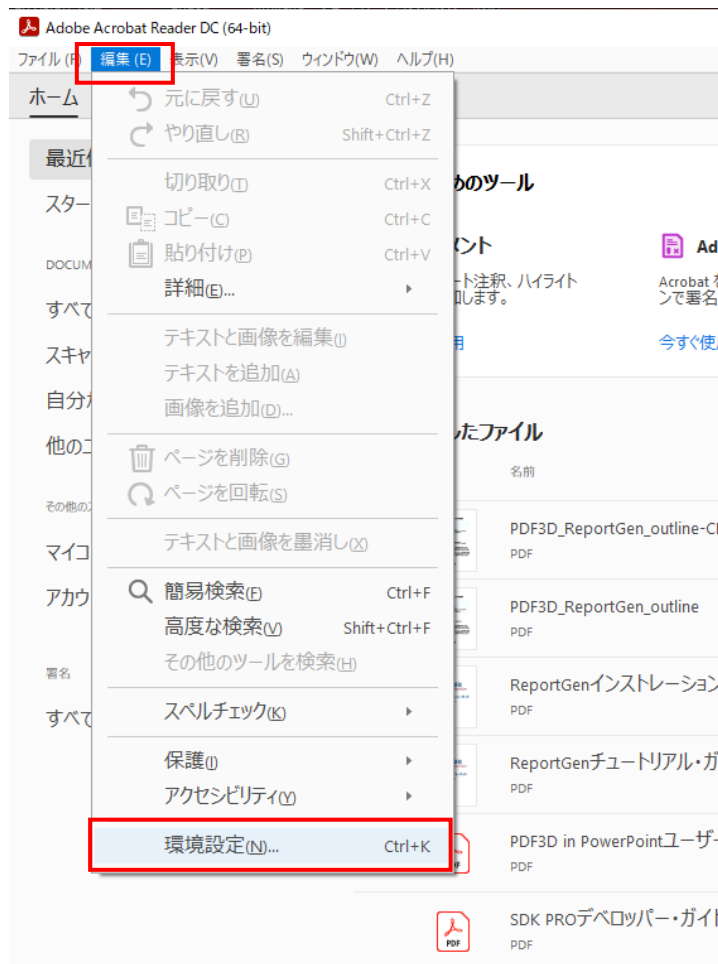 Adobe Acrobat Reader DC (64-bit)
ファイル (F) 編集 (E) 表示(V) 署名(S) ウィンドウ(W) ヘルプ(H)
ホーム
元に戻す(U) Ctrl+Z
やり直し(R) Shift+Ctrl+Z
最近
切り取り(T) Ctrl+X
めのツール
スター
コピー(C) Ctrl+C
貼り付け(P) Ctrl+V
メント
Ad
DOCUM
詳細(E)...
ート注釈、ハイライト
Acrobat を
加します。
ンで署名
すべて
テキストと画像を編集(I)
用
今すぐ使
スキャ
テキストを追加(A)
自分が
画像を追加(D)...
したファイル
他のコ
ページを削除(G)
名前
ページを回転(S)
その他の
テキストと画像を墨消し(X)
PDF3D_ReportGen_outline-C
マイコ
PDF
簡易検索(F) Ctrl+F
アカウ
PDF3D_ReportGen_outline
高度な検索(V) Shift+Ctrl+F
PDF
その他のツールを検索(H)
署名
ReportGenインストレーション
スペルチェック(K)
PDF
すべて
保護(I)
ReportGenチュートリアル・ガ
アクセシビリティ(Y)
PDF
環境設定(N)... Ctrl+K
PDF3D in PowerPointユーザー
PDF
SDK PROデベロッパー・ガイド
PDF
PDF